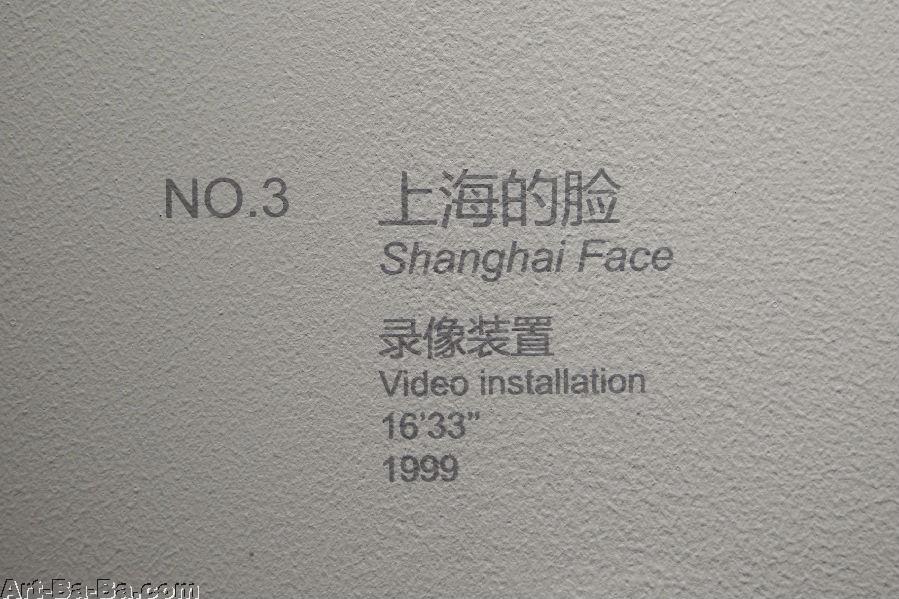 NO.3 上海的脸
Shanghai Face
录像装置
Video installation
16’33”
1999
Art-Ba-Ba.com